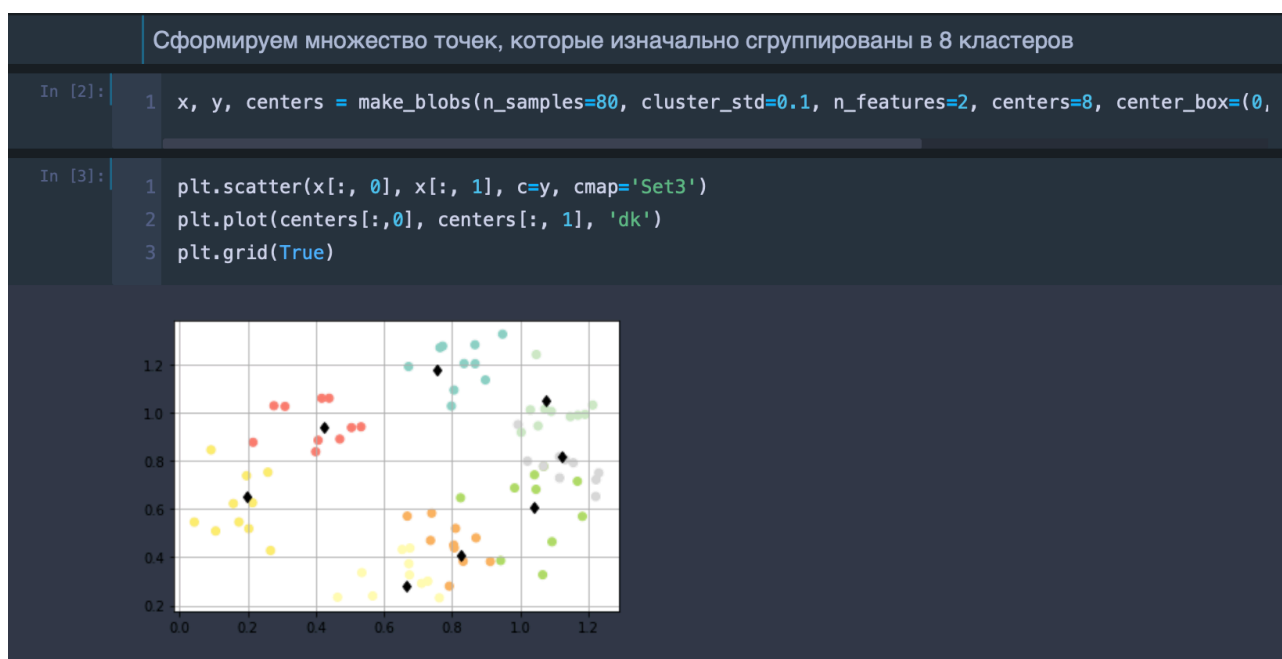 Сформируем множество точек, которые изначально сгруппированы в 8 кластеров
In [2]:
1 x, y, centers = make_blobs(n_samples=80, cluster_std=0.1, n_features=2, centers=8, center_box=(0,
In [3]:
1 plt.scatter(x[:, 0], x[:, 1], c=y, cmap='Set3')
2 plt.plot(centers[:,0], centers[:, 1], 'dk')
3 plt.grid(True)
1.2
1.0
0.8
0.6
0.4
0.2
0.0 0.2 0.4 0.6 0.8 1.0 1.2